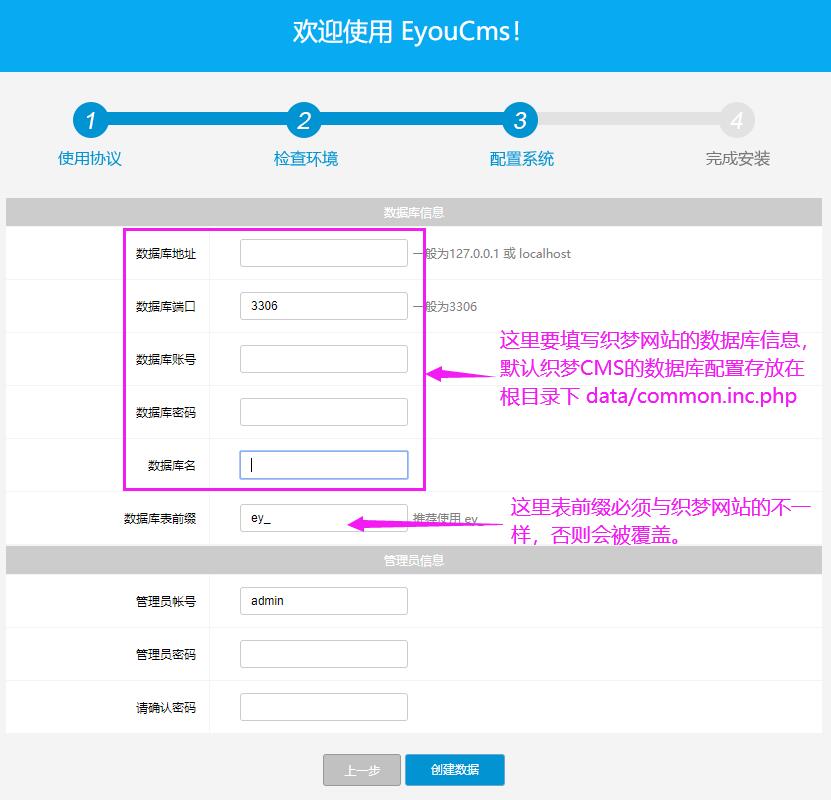 欢迎使用 EyouCms!
1
2
3
4
使用协议
检查环境
配置系统
完成安装
数据库信息
数据库地址
一般为127.0.0.1 或 localhost
数据库端口
3306
一般为3306
数据库账号
数据库密码
数据库名
这里要填写织梦网站的数据库信息，
默认织梦CMS的数据库配置存放在
根目录下 data/common.inc.php
数据库表前缀
ey_
推荐使用 ey_
这里表前缀必须与织梦网站的不一
样，否则会被覆盖。
管理员信息
管理员帐号
admin
管理员密码
请确认密码
上一步
创建数据